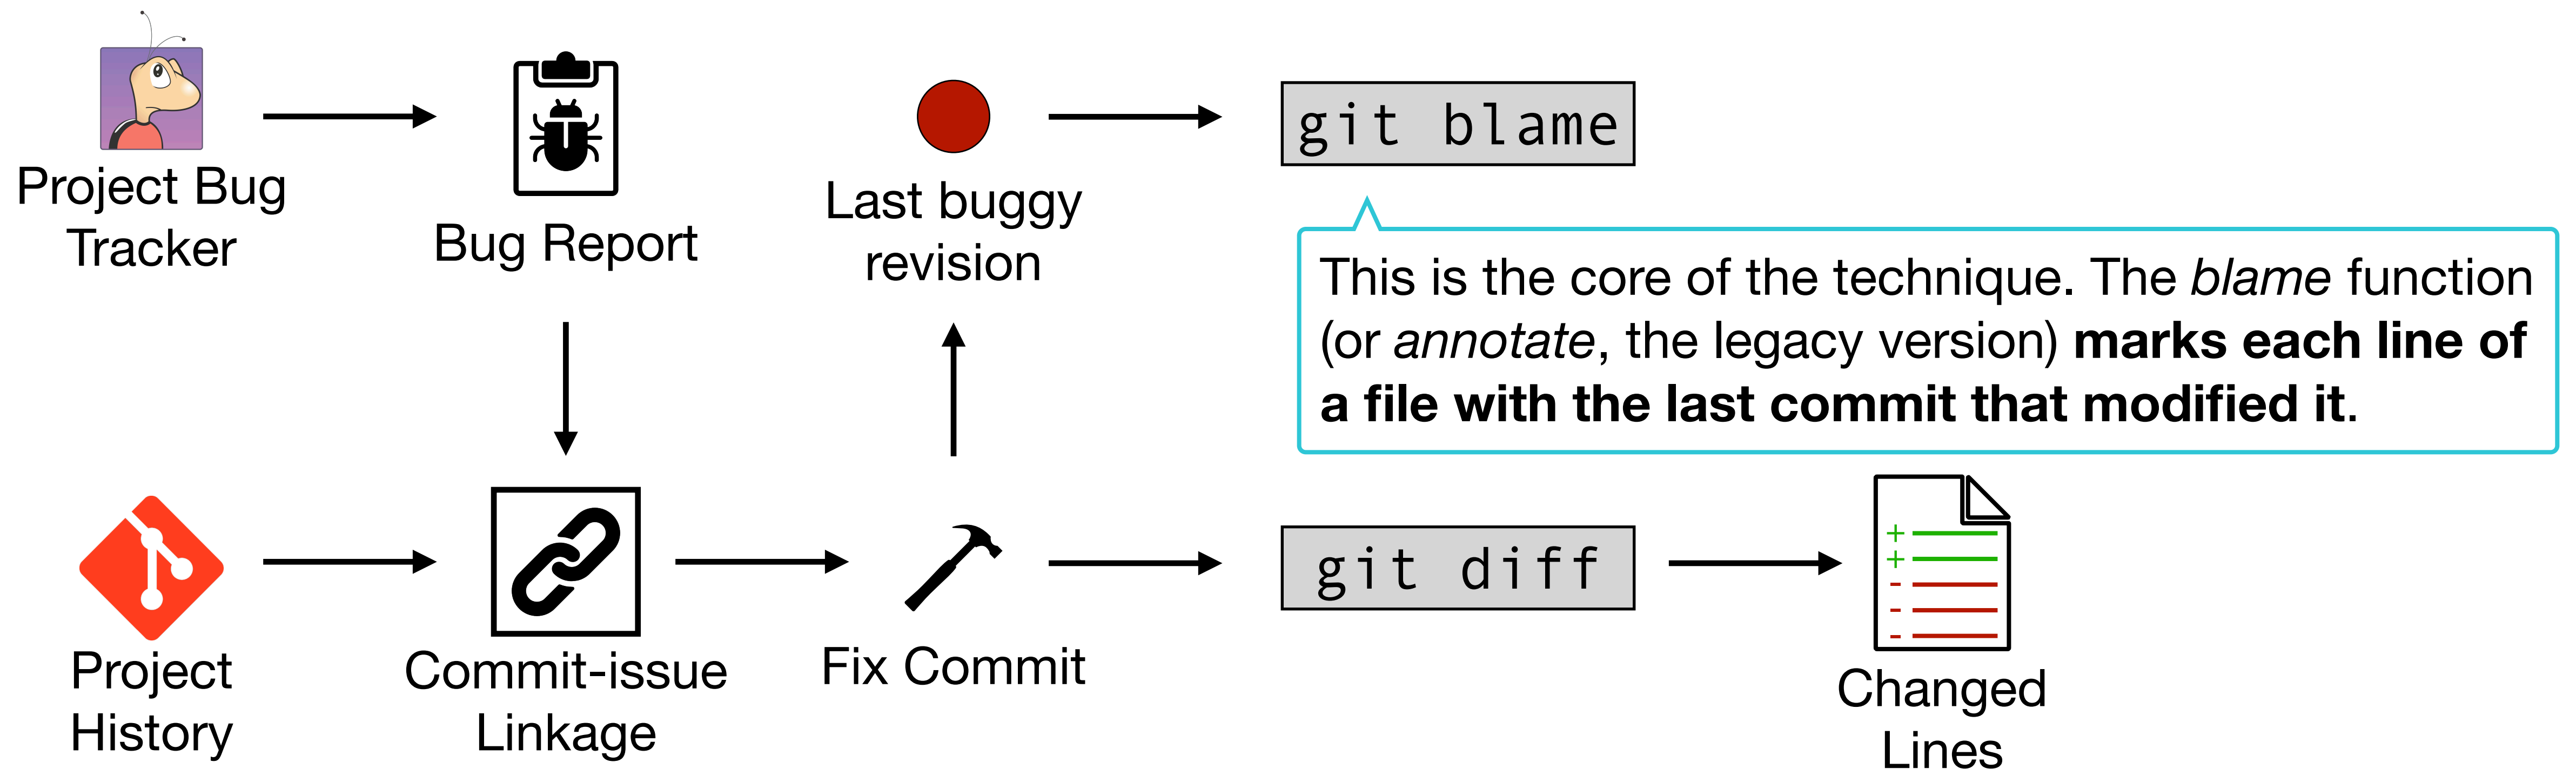 Project Bug
Tracker
Bug Report
Last buggy
revision
git blame
This is the core of the technique. The blame function
(or annotate, the legacy version) marks each line of
a file with the last commit that modified it.
Project
History
Commit-issue
Linkage
Fix Commit
git diff
+
+
-
-
-
Changed
Lines